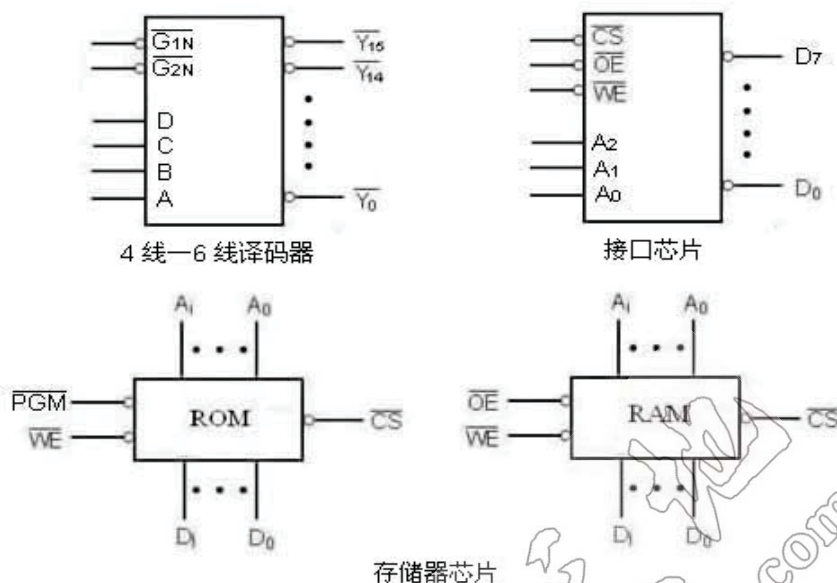 G1N Y15
G2N Y14
D
C
B
A Y0
4 线一6 线译码器
CS
OE D7
WE
A2
A1
A0 D0
接口芯片
Ai A0
PGM ROM CS
WE
Di D0
Ai A0
OE RAM CS
WE
Di D0
存储器芯片
com